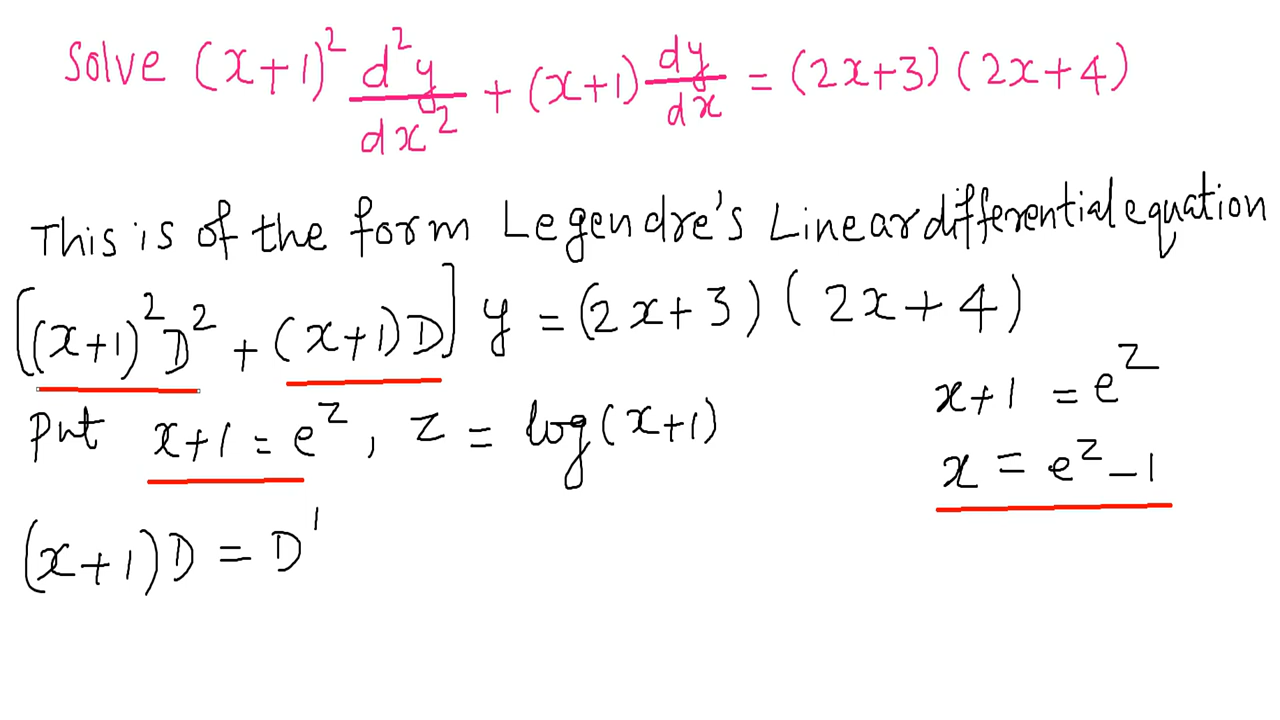 Solve (x+1)² d²y/dx² + (x+1) dy/dx = (2x+3)(2x+4)
This is of the form Legendre's Linear differential equation
[(x+1)²D² + (x+1)D] y = (2x+3)(2x+4)
Put x+1 = e^z, z = log(x+1)
x+1 = e^z
x = e^z - 1
(x+1)D = D'